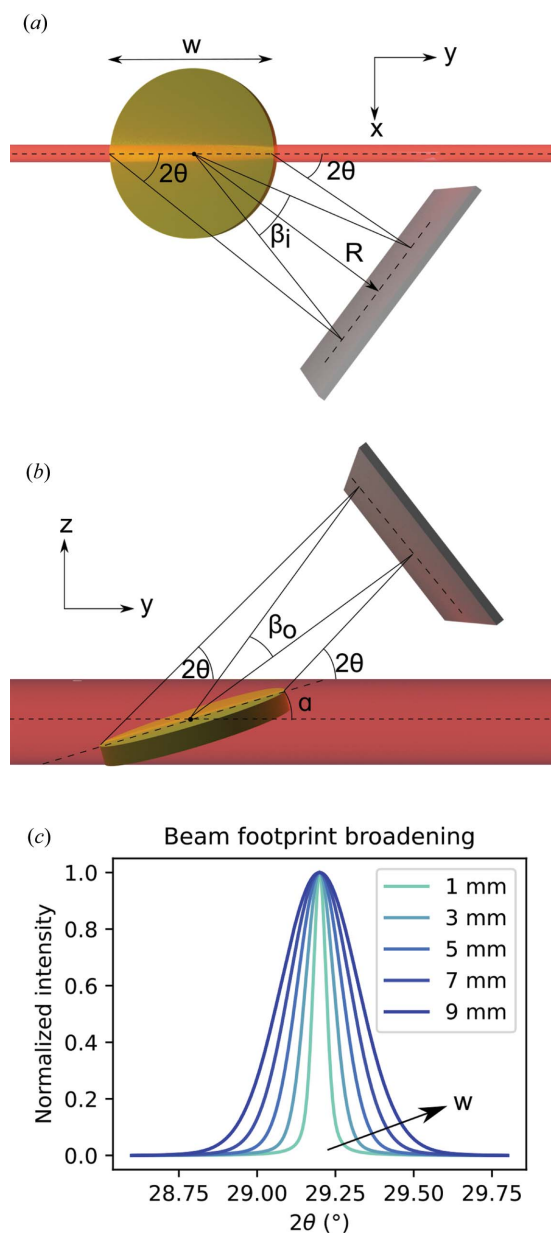 (a)
w
y
x
2θ
2θ
βi
R
(b)
z
y
βo
2θ
2θ
α
(c)
Beam footprint broadening
Normalized intensity
1.0
0.8
0.6
0.4
0.2
0.0
1 mm
3 mm
5 mm
7 mm
9 mm
w
28.75 29.00 29.25 29.50 29.75
2θ (°)